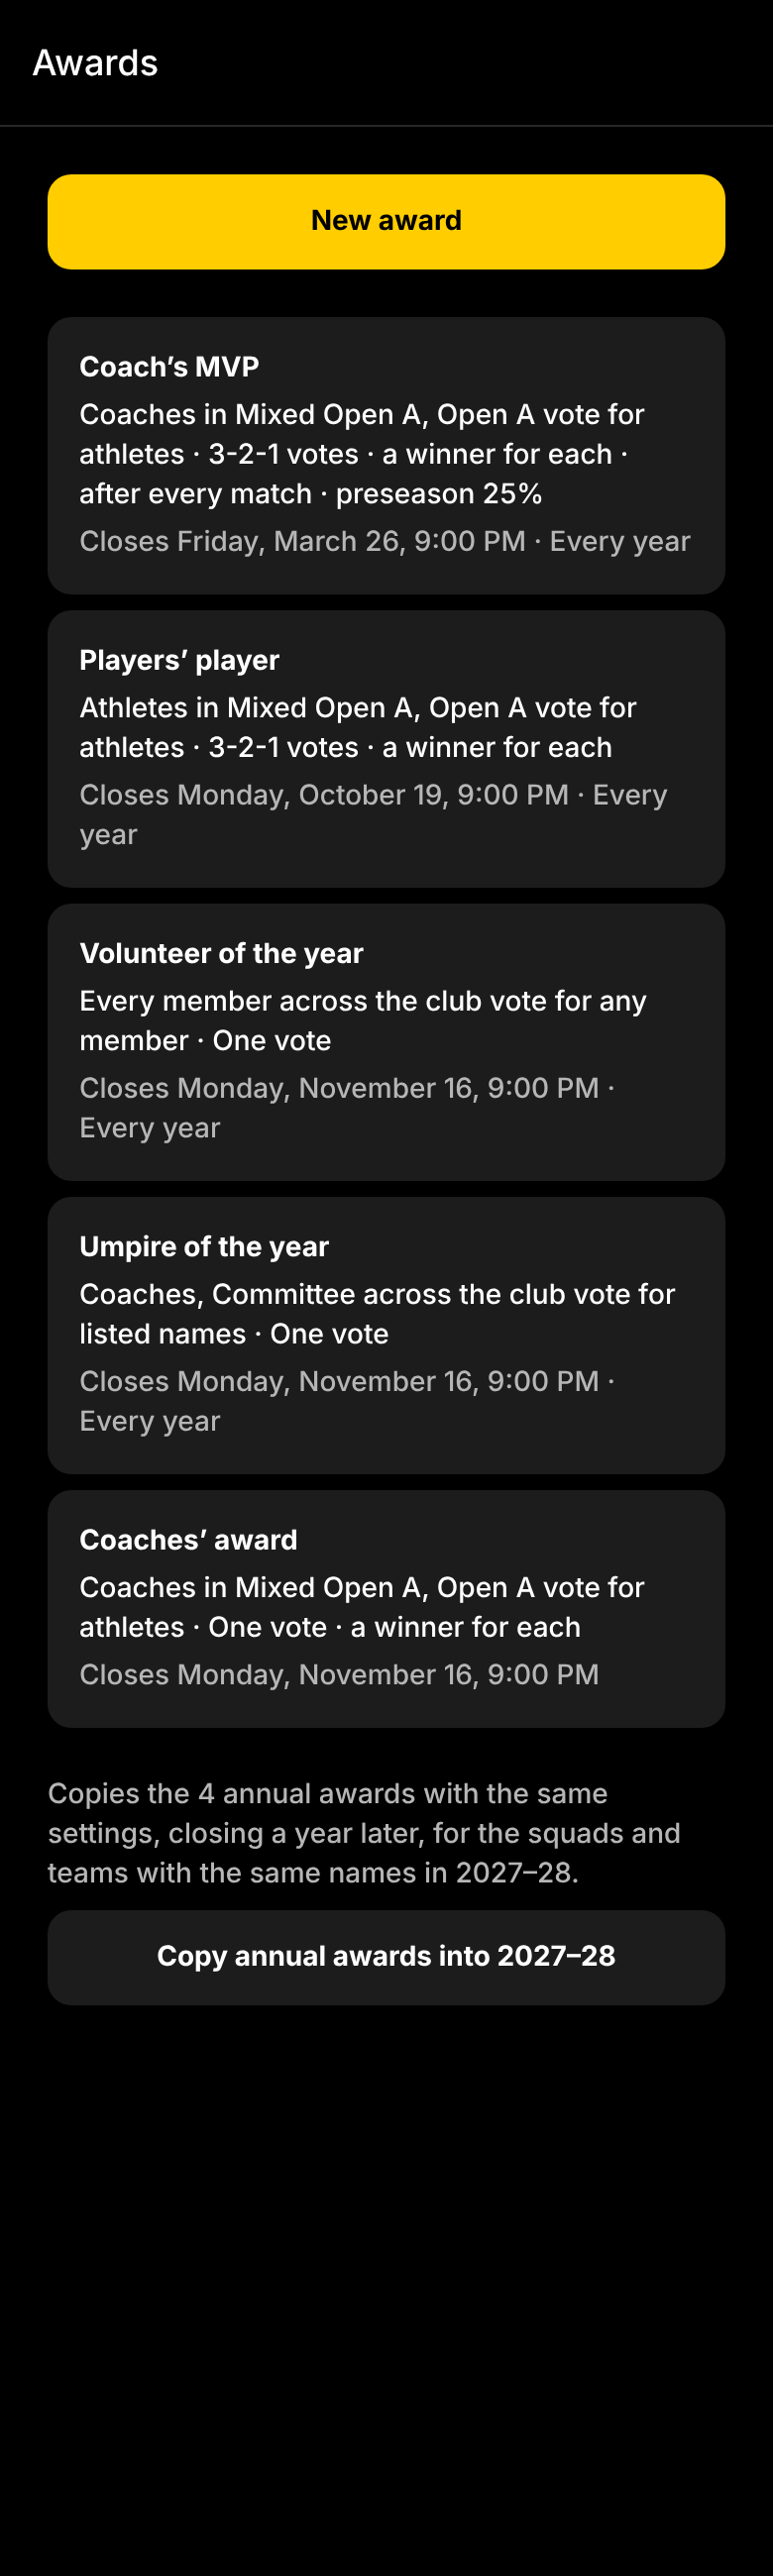 Awards
New award
Coach’s MVP
Coaches in Mixed Open A, Open A vote for
athletes · 3-2-1 votes · a winner for each ·
after every match · preseason 25%
Closes Friday, March 26, 9:00 PM · Every year
Players’ player
Athletes in Mixed Open A, Open A vote for
athletes · 3-2-1 votes · a winner for each
Closes Monday, October 19, 9:00 PM · Every
year
Volunteer of the year
Every member across the club vote for any
member · One vote
Closes Monday, November 16, 9:00 PM ·
Every year
Umpire of the year
Coaches, Committee across the club vote for
listed names · One vote
Closes Monday, November 16, 9:00 PM ·
Every year
Coaches’ award
Coaches in Mixed Open A, Open A vote for
athletes · One vote · a winner for each
Closes Monday, November 16, 9:00 PM
Copies the 4 annual awards with the same
settings, closing a year later, for the squads and
teams with the same names in 2027–28.
Copy annual awards into 2027–28